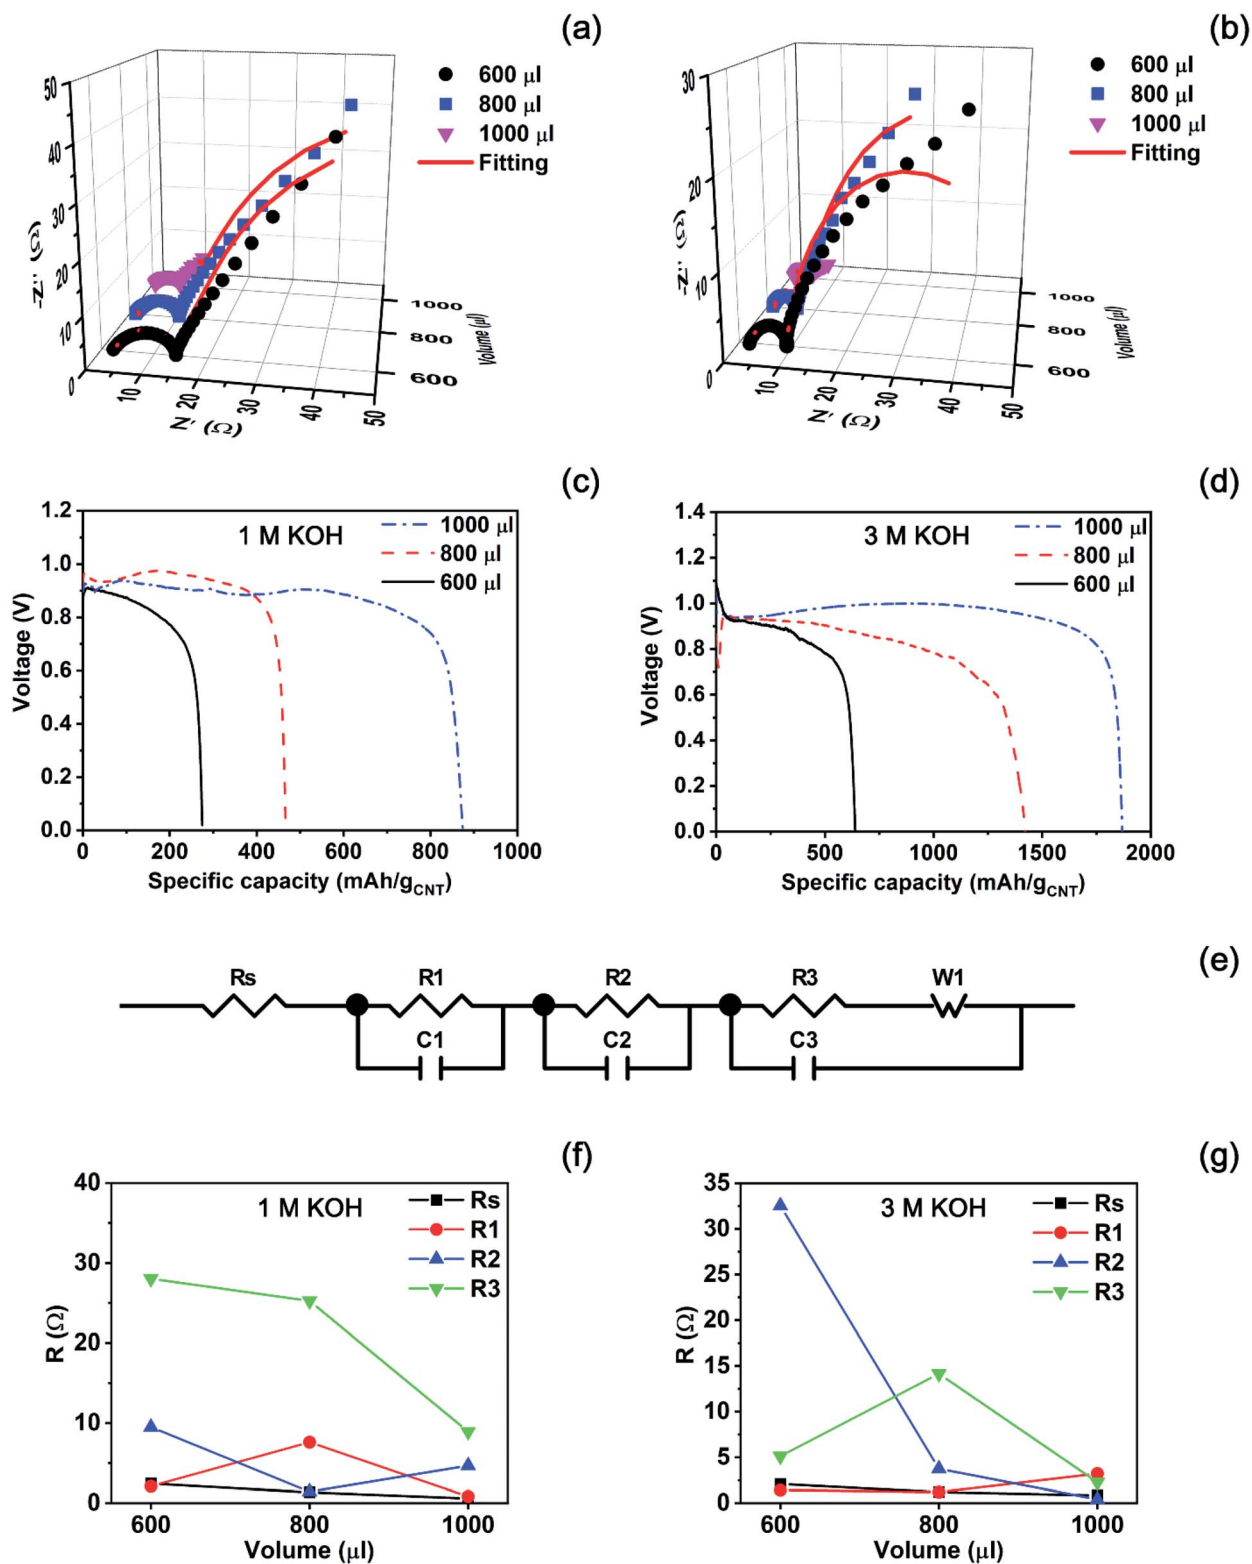 (a)
600 µl
800 µl
1000 µl
Fitting
50
40
30
20
10
0
-Z'' (Ω)
0
10
20
30
40
50
Z' (Ω)
600
800
1000
Volume (µl)
(b)
600 µl
800 µl
1000 µl
Fitting
30
20
10
0
-Z'' (Ω)
10
20
30
40
50
Z' (Ω)
600
800
1000
Volume (µl)
(c)
1 M KOH
1000 µl
800 µl
600 µl
1.2
1.0
0.8
0.6
0.4
0.2
0.0
Voltage (V)
0 200 400 600 800 1000
Specific capacity (mAh/gCNT)
(d)
3 M KOH
1000 µl
800 µl
600 µl
1.4
1.2
1.0
0.8
0.6
0.4
0.2
0.0
Voltage (V)
0 500 1000 1500 2000
Specific capacity (mAh/gCNT)
(e)
Rs R1 R2 R3 W1
C1 C2 C3
(f)
1 M KOH
Rs
R1
R2
R3
40
30
20
10
0
R (Ω)
600 800 1000
Volume (µl)
(g)
3 M KOH
Rs
R1
R2
R3
35
30
25
20
15
10
5
0
R (Ω)
600 800 1000
Volume (µl)